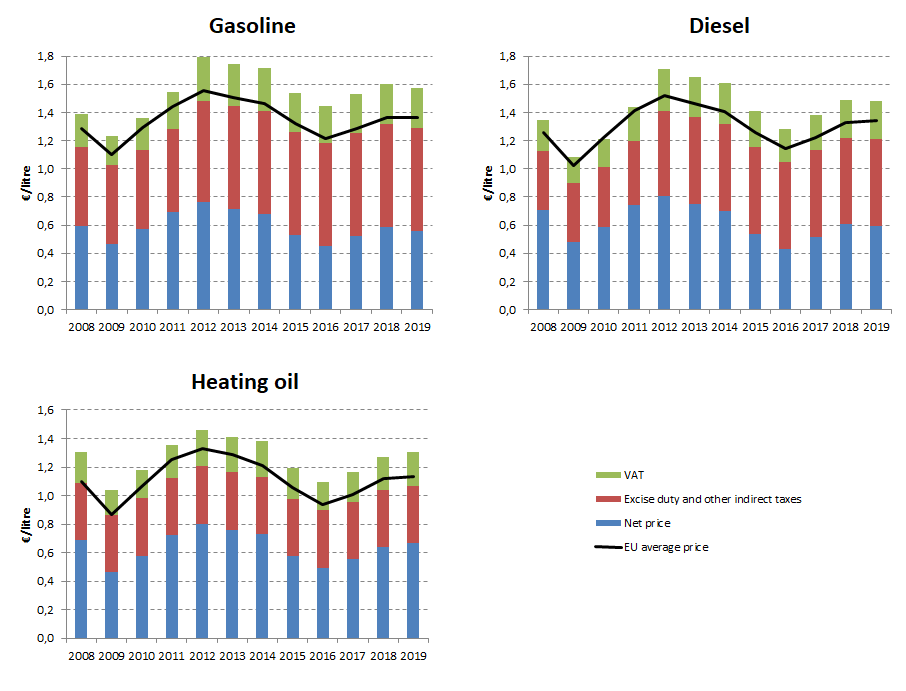 Gasoline
1,8
1,6
1,4
1,2
1,0
0,8
0,6
0,4
0,2
0,0
€/litre
2008 2009 2010 2011 2012 2013 2014 2015 2016 2017 2018 2019
Diesel
1,8
1,6
1,4
1,2
1,0
0,8
0,6
0,4
0,2
0,0
€/litre
2008 2009 2010 2011 2012 2013 2014 2015 2016 2017 2018 2019
Heating oil
1,6
1,4
1,2
1,0
0,8
0,6
0,4
0,2
0,0
€/litre
2008 2009 2010 2011 2012 2013 2014 2015 2016 2017 2018 2019
VAT
Excise duty and other indirect taxes
Net price
EU average price